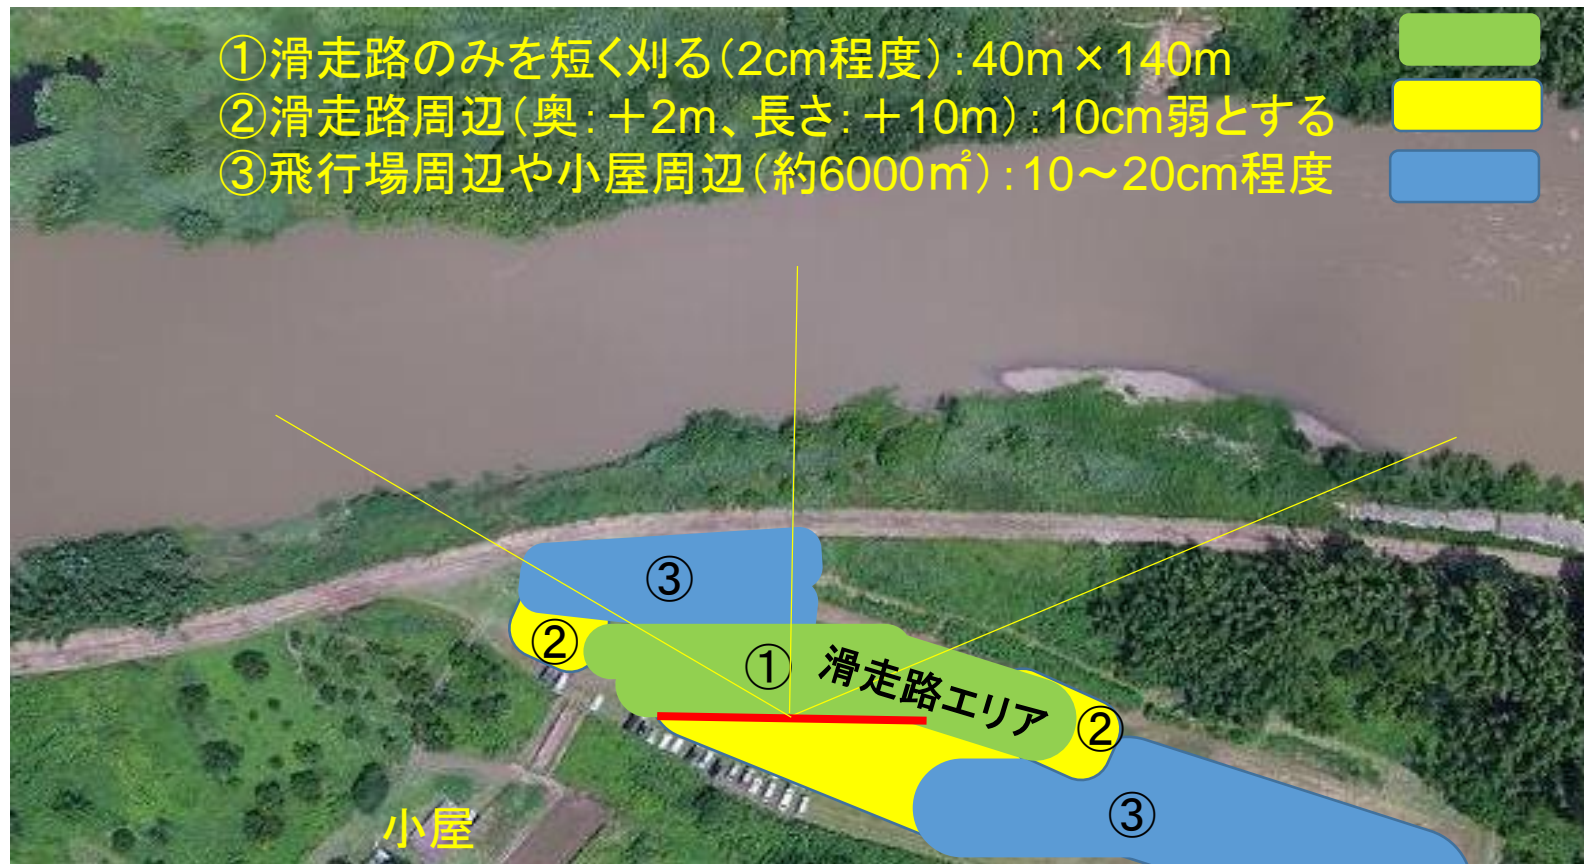 ①滑走路のみを短く刈る(2cm程度):40m×140m
②滑走路周辺(奥:+2m、長さ:+10m):10cm弱とする
③飛行場周辺や小屋周辺(約6000㎡):10~20cm程度
③
②
① 滑走路エリア
②
③
小屋